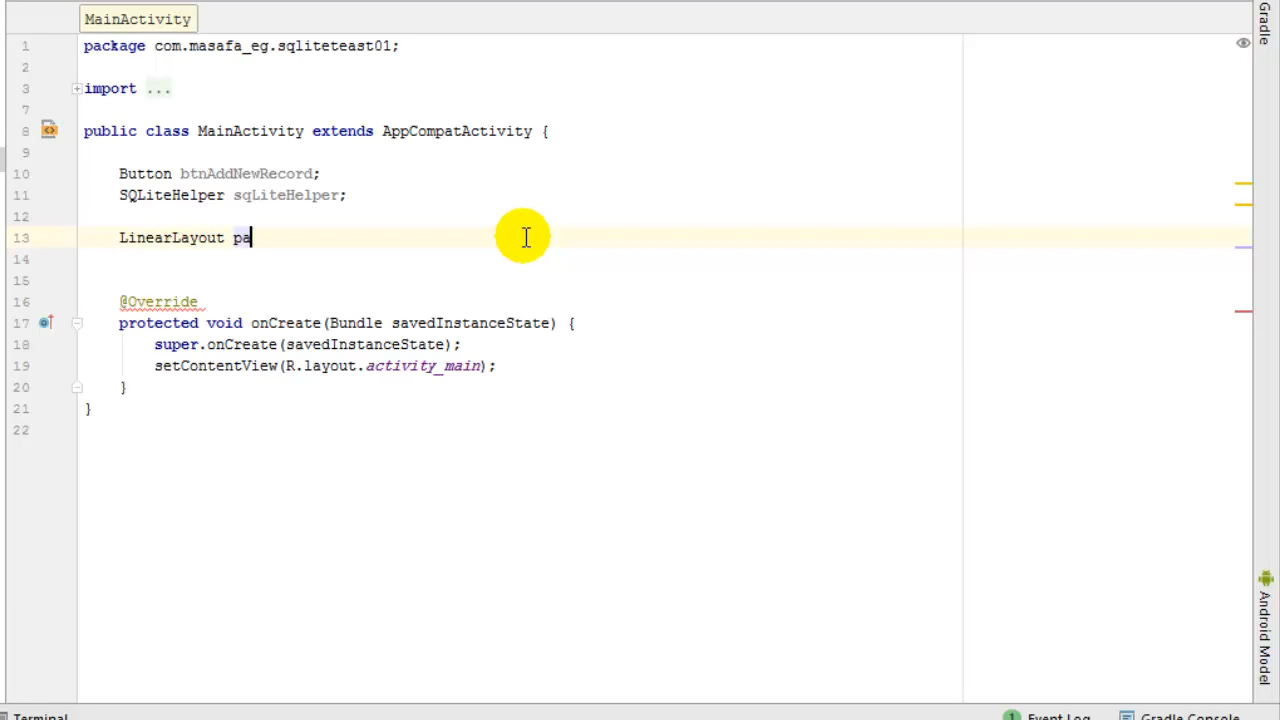 MainActivity
1 package com.masafa_eg.sqliteteast01;
2
3 import ...
7
8 public class MainActivity extends AppCompatActivity {
9
10 Button btnAddNewRecord;
11 SQLiteHelper sqLiteHelper;
12
13 LinearLayout pa
14
15
16 @Override
17 protected void onCreate(Bundle savedInstanceState) {
18 super.onCreate(savedInstanceState);
19 setContentView(R.layout.activity_main);
20 }
21 }
22
Gradle
Android Model
Terminal
1 Event Log
Gradle Console